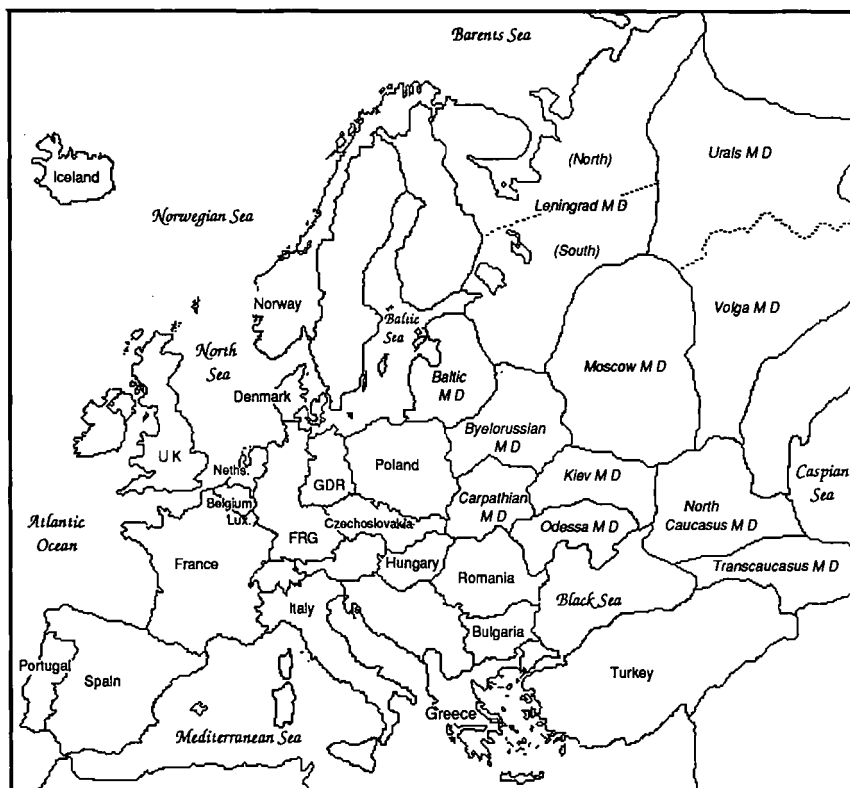 Barents Sea
(North)
Urals M D
Iceland
Leningrad M D
Norwegian Sea
(South)
Norway
Volga M D
Baltic
Sea
North
Sea
Moscow M D
Baltic
M D
Denmark
Byelorussian
M D
U K
Neths.
GDR
Poland
Kiev M D
Caspian
Sea
Belgium
Lux.
Carpathian
M D
North
Caucasus M D
Atlantic
Ocean
FRG
Czechoslovakia
Odessa M D
France
Hungary
Romania
Transcaucasus M D
Italy
Black Sea
Bulgaria
Portugal
Spain
Turkey
Greece
Mediterranean Sea